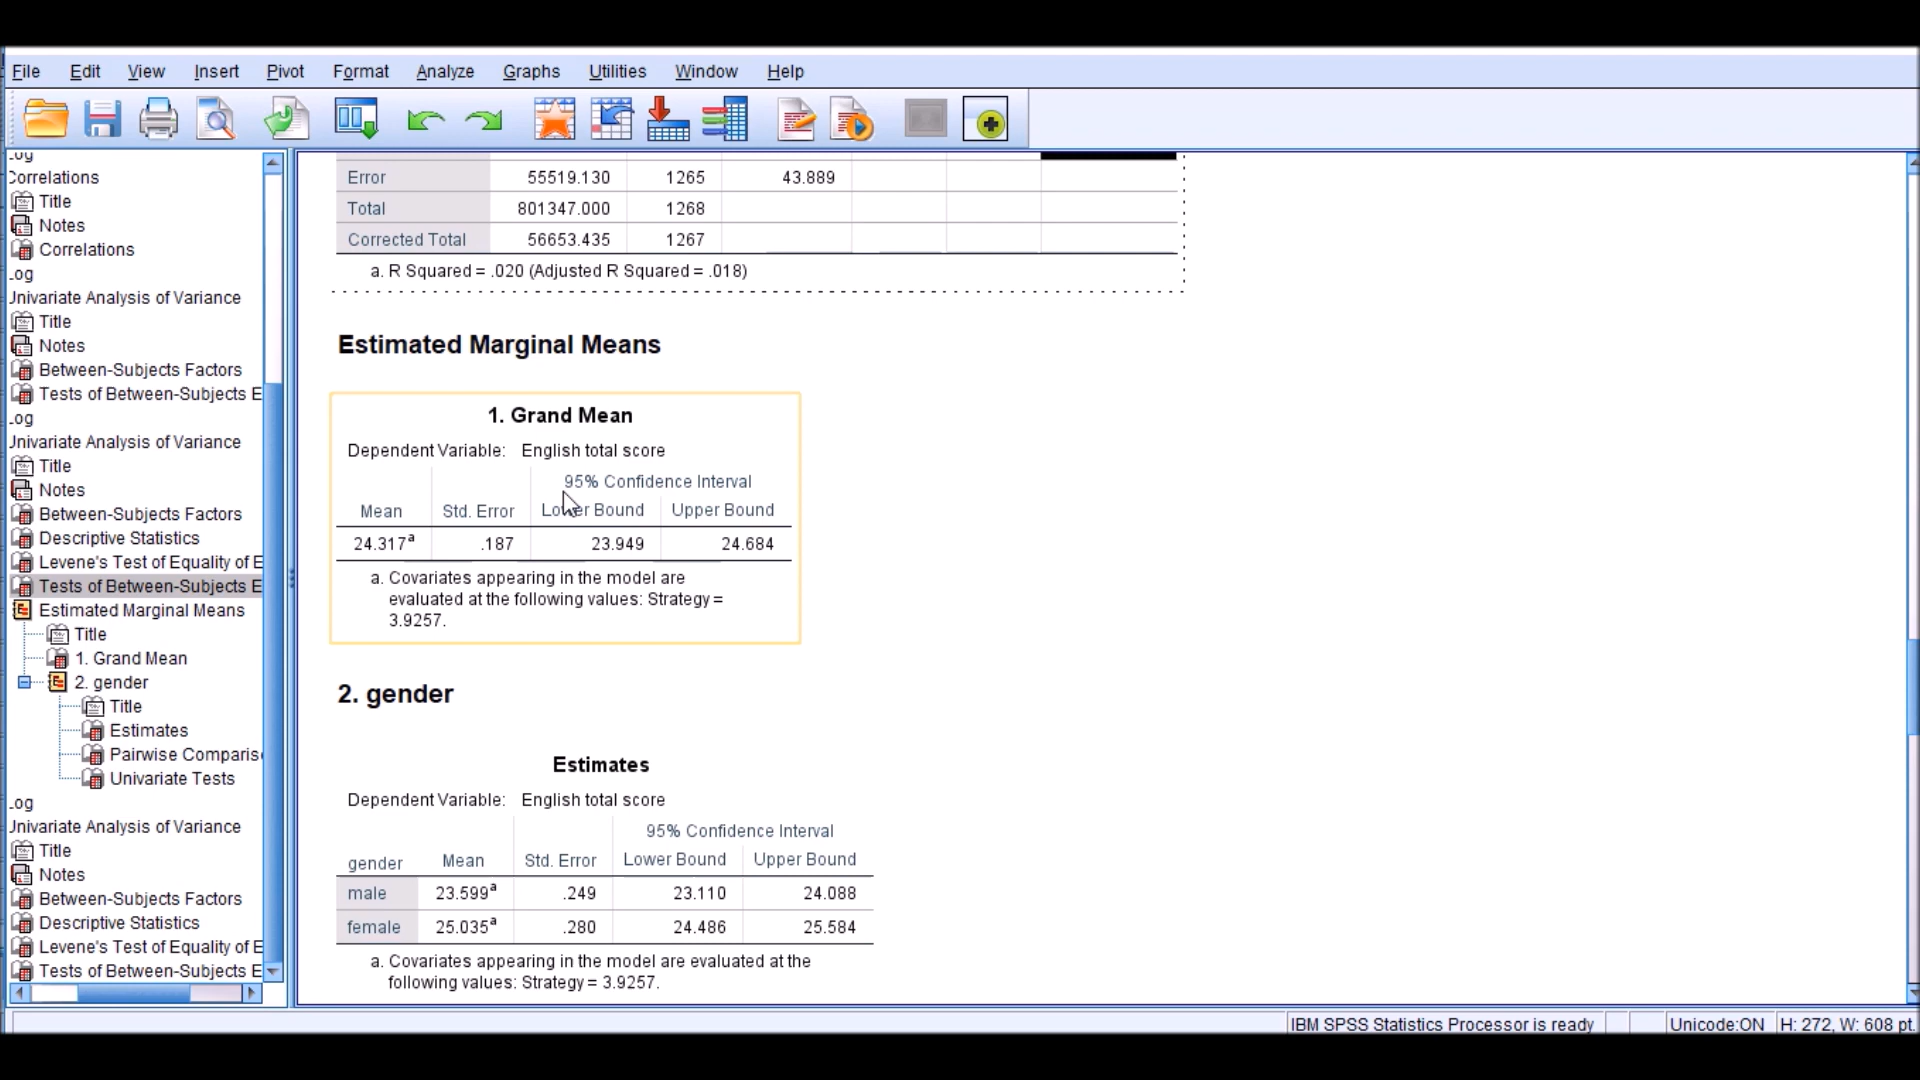 File Edit View Insert Pivot Format Analyze Graphs Utilities Window Help
Log
Correlations
Title
Notes
Correlations
Log
Univariate Analysis of Variance
Title
Notes
Between-Subjects Factors
Tests of Between-Subjects E
Log
Univariate Analysis of Variance
Title
Notes
Between-Subjects Factors
Descriptive Statistics
Levene's Test of Equality of E
Tests of Between-Subjects E
Estimated Marginal Means
Title
1. Grand Mean
2. gender
Title
Estimates
Pairwise Comparis
Univariate Tests
Log
Univariate Analysis of Variance
Title
Notes
Between-Subjects Factors
Descriptive Statistics
Levene's Test of Equality of E
Tests of Between-Subjects E
Error 55519.130 1265 43.889
Total 801347.000 1268
Corrected Total 56653.435 1267
a. R Squared = .020 (Adjusted R Squared = .018)
Estimated Marginal Means
1. Grand Mean
Dependent Variable: English total score
95% Confidence Interval
Mean Std. Error Lower Bound Upper Bound
24.317a .187 23.949 24.684
a. Covariates appearing in the model are
evaluated at the following values: Strategy =
3.9257.
2. gender
Estimates
Dependent Variable: English total score
95% Confidence Interval
gender Mean Std. Error Lower Bound Upper Bound
male 23.599a .249 23.110 24.088
female 25.035a .280 24.486 25.584
a. Covariates appearing in the model are evaluated at the
following values: Strategy = 3.9257.
IBM SPSS Statistics Processor is ready Unicode:ON H: 272, W: 608 pt.